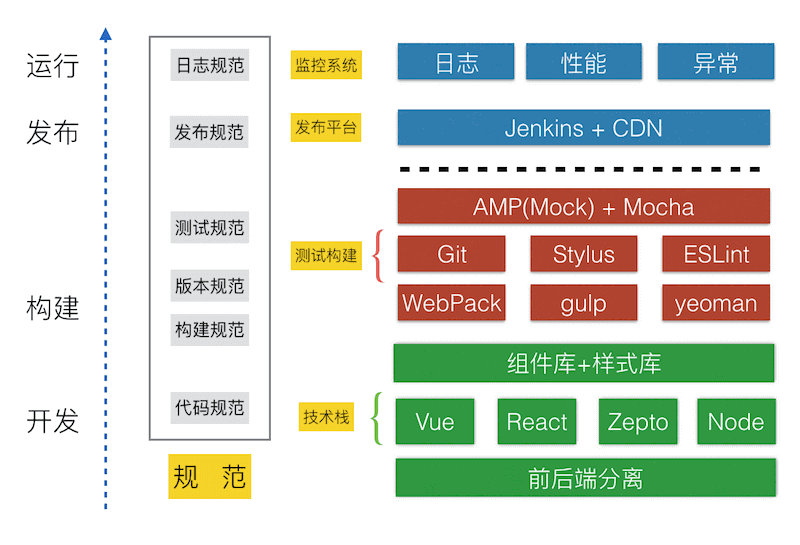 运行
日志规范
监控系统
日志
性能
异常
发布
发布规范
发布平台
Jenkins + CDN
AMP(Mock) + Mocha
测试规范
测试构建
Git
Stylus
ESLint
版本规范
构建
构建规范
WebPack
gulp
yeoman
组件库+样式库
开发
代码规范
技术栈
Vue
React
Zepto
Node
规 范
前后端分离